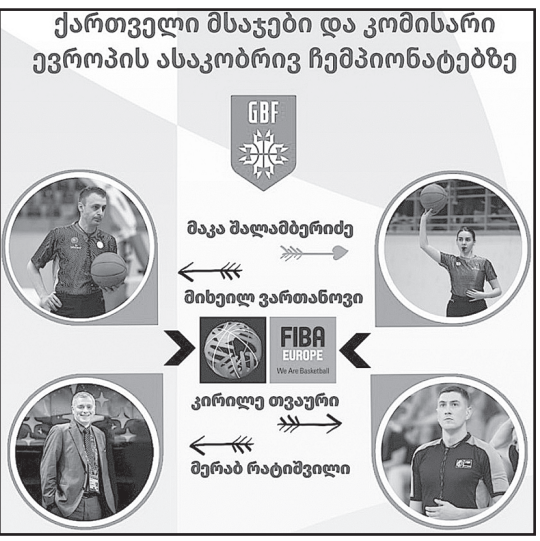 ქართველი მსაჯები და კომისარი
ევროპის ასაკობრივ ჩემპიონატებზე
GBF
მაკა შალამბერიძე
მიხეილ ვართანოვი
FIBA
EUROPE
We Are Basketball
კირილე თვაური
მერაბ რატიშვილი